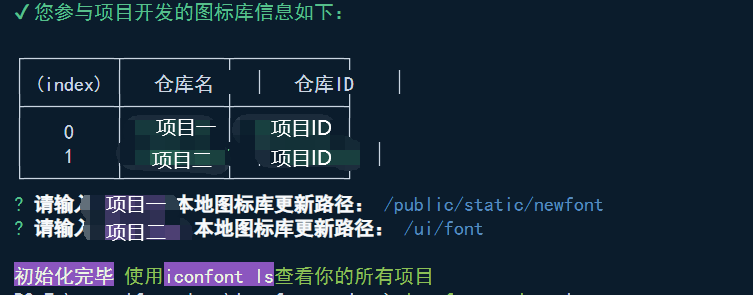 ✔ 您参与项目开发的图标库信息如下：
(index) 仓库名 仓库ID
0 项目一 项目ID
1 项目二 项目ID
? 请输入 项目一 本地图标库更新路径： /public/static/newfont
? 请输入 项目二 本地图标库更新路径： /ui/font
初始化完毕 使用iconfont ls查看你的所有项目